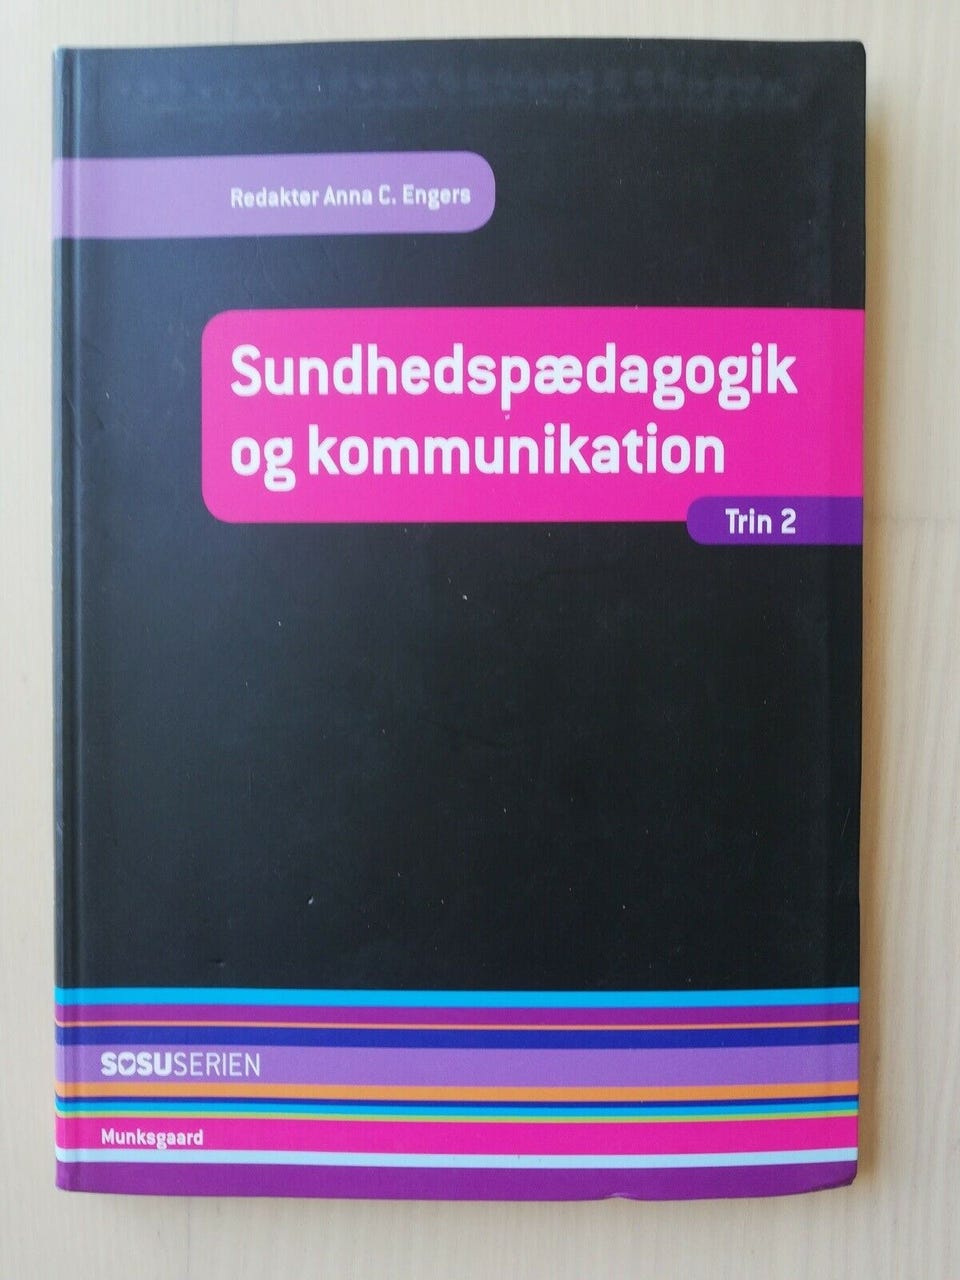 Redaktør Anna C. Engers
Sundhedspædagogik
og kommunikation
Trin 2
SOSUSERIEN
Munksgaard